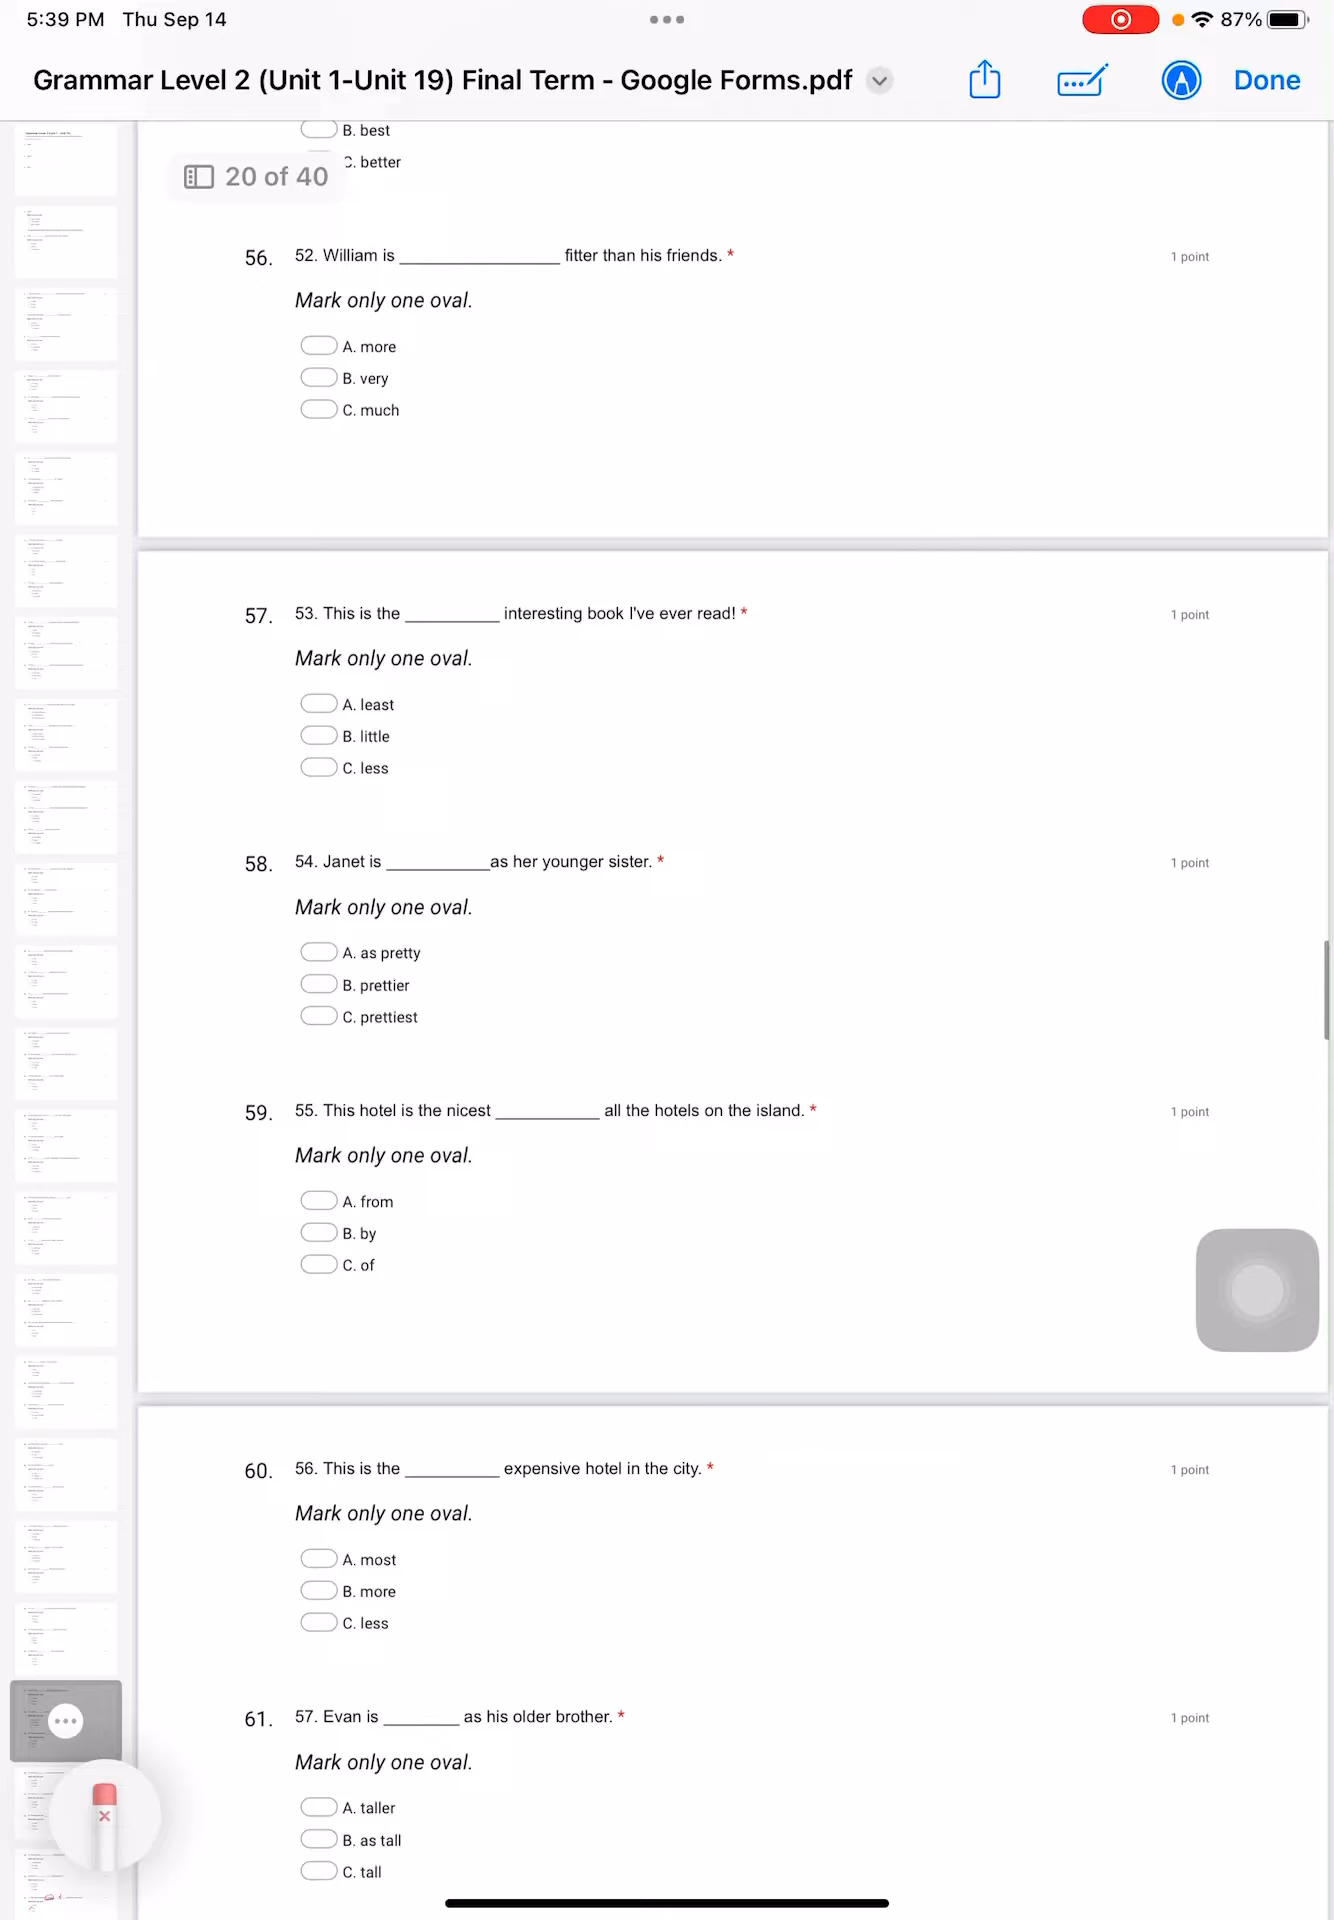 5:39 PM Thu Sep 14
87%
Grammar Level 2 (Unit 1-Unit 19) Final Term - Google Forms.pdf
Done
B. best
C. better
20 of 40
56. 52. William is ________________ fitter than his friends. * 1 point
Mark only one oval.
A. more
B. very
C. much
57. 53. This is the __________ interesting book I've ever read! * 1 point
Mark only one oval.
A. least
B. little
C. less
58. 54. Janet is ___________as her younger sister. * 1 point
Mark only one oval.
A. as pretty
B. prettier
C. prettiest
59. 55. This hotel is the nicest ___________ all the hotels on the island. * 1 point
Mark only one oval.
A. from
B. by
C. of
60. 56. This is the __________ expensive hotel in the city. * 1 point
Mark only one oval.
A. most
B. more
C. less
61. 57. Evan is ________ as his older brother. * 1 point
Mark only one oval.
A. taller
B. as tall
C. tall